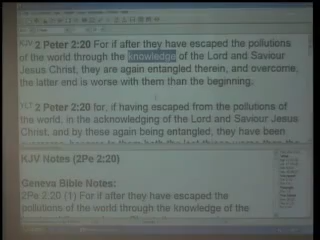 KJV 2 Peter 2:20 For if after they have escaped the pollutions
of the world through the knowledge of the Lord and Saviour
Jesus Christ, they are again entangled therein, and overcome,
the latter end is worse with them than the beginning.
YLT 2 Peter 2:20 for, if having escaped from the pollutions of
the world, in the acknowledging of the Lord and Saviour Jesus
Christ, and by these again being entangled, they have been
KJV Notes (2Pe 2:20)
Geneva Bible Notes:
2Pe 2:20 (1) For if after they have escaped the
pollutions of the world through the knowledge of the